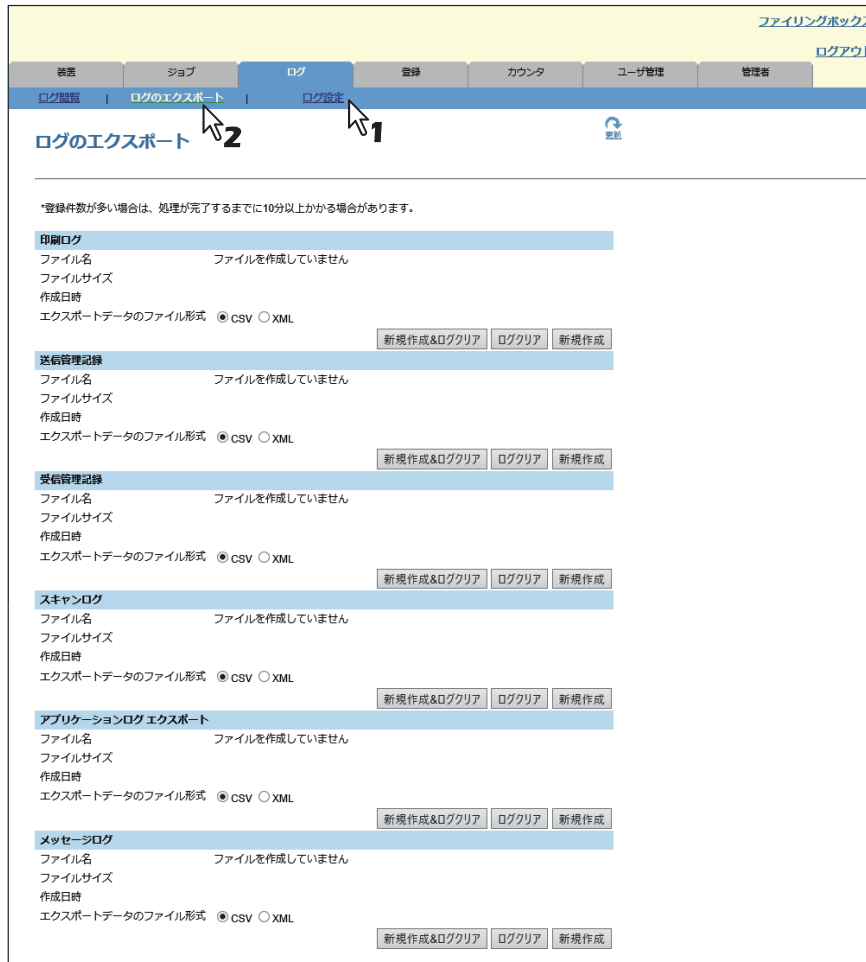 ファイリングボックス
ログアウト
装置 ジョブ ログ 登録 カウンタ ユーザ管理 管理者
ログ閲覧 | ログのエクスポート | ログ設定
2 1
ログのエクスポート 更新
*登録件数が多い場合は、処理が完了するまでに10分以上かかる場合があります。
印刷ログ
ファイル名 ファイルを作成していません
ファイルサイズ
作成日時
エクスポートデータのファイル形式 CSV XML
新規作成&ログクリア ログクリア 新規作成
送信管理記録
ファイル名 ファイルを作成していません
ファイルサイズ
作成日時
エクスポートデータのファイル形式 CSV XML
新規作成&ログクリア ログクリア 新規作成
受信管理記録
ファイル名 ファイルを作成していません
ファイルサイズ
作成日時
エクスポートデータのファイル形式 CSV XML
新規作成&ログクリア ログクリア 新規作成
スキャンログ
ファイル名 ファイルを作成していません
ファイルサイズ
作成日時
エクスポートデータのファイル形式 CSV XML
新規作成&ログクリア ログクリア 新規作成
アプリケーションログ エクスポート
ファイル名 ファイルを作成していません
ファイルサイズ
作成日時
エクスポートデータのファイル形式 CSV XML
新規作成&ログクリア ログクリア 新規作成
メッセージログ
ファイル名 ファイルを作成していません
ファイルサイズ
作成日時
エクスポートデータのファイル形式 CSV XML
新規作成&ログクリア ログクリア 新規作成